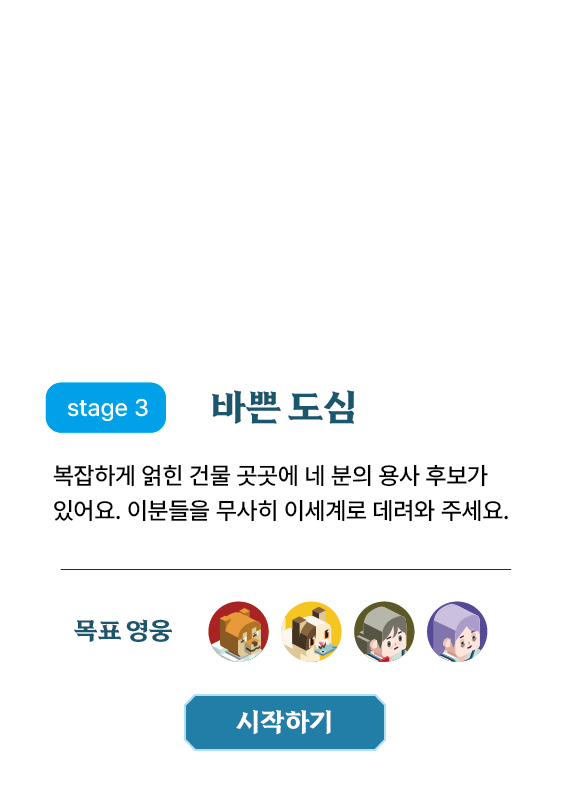 stage 3
바쁜 도심
복잡하게 얽힌 건물 곳곳에 네 분의 용사 후보가
있어요. 이분들을 무사히 이세계로 데려와 주세요.
목표 영웅
시작하기